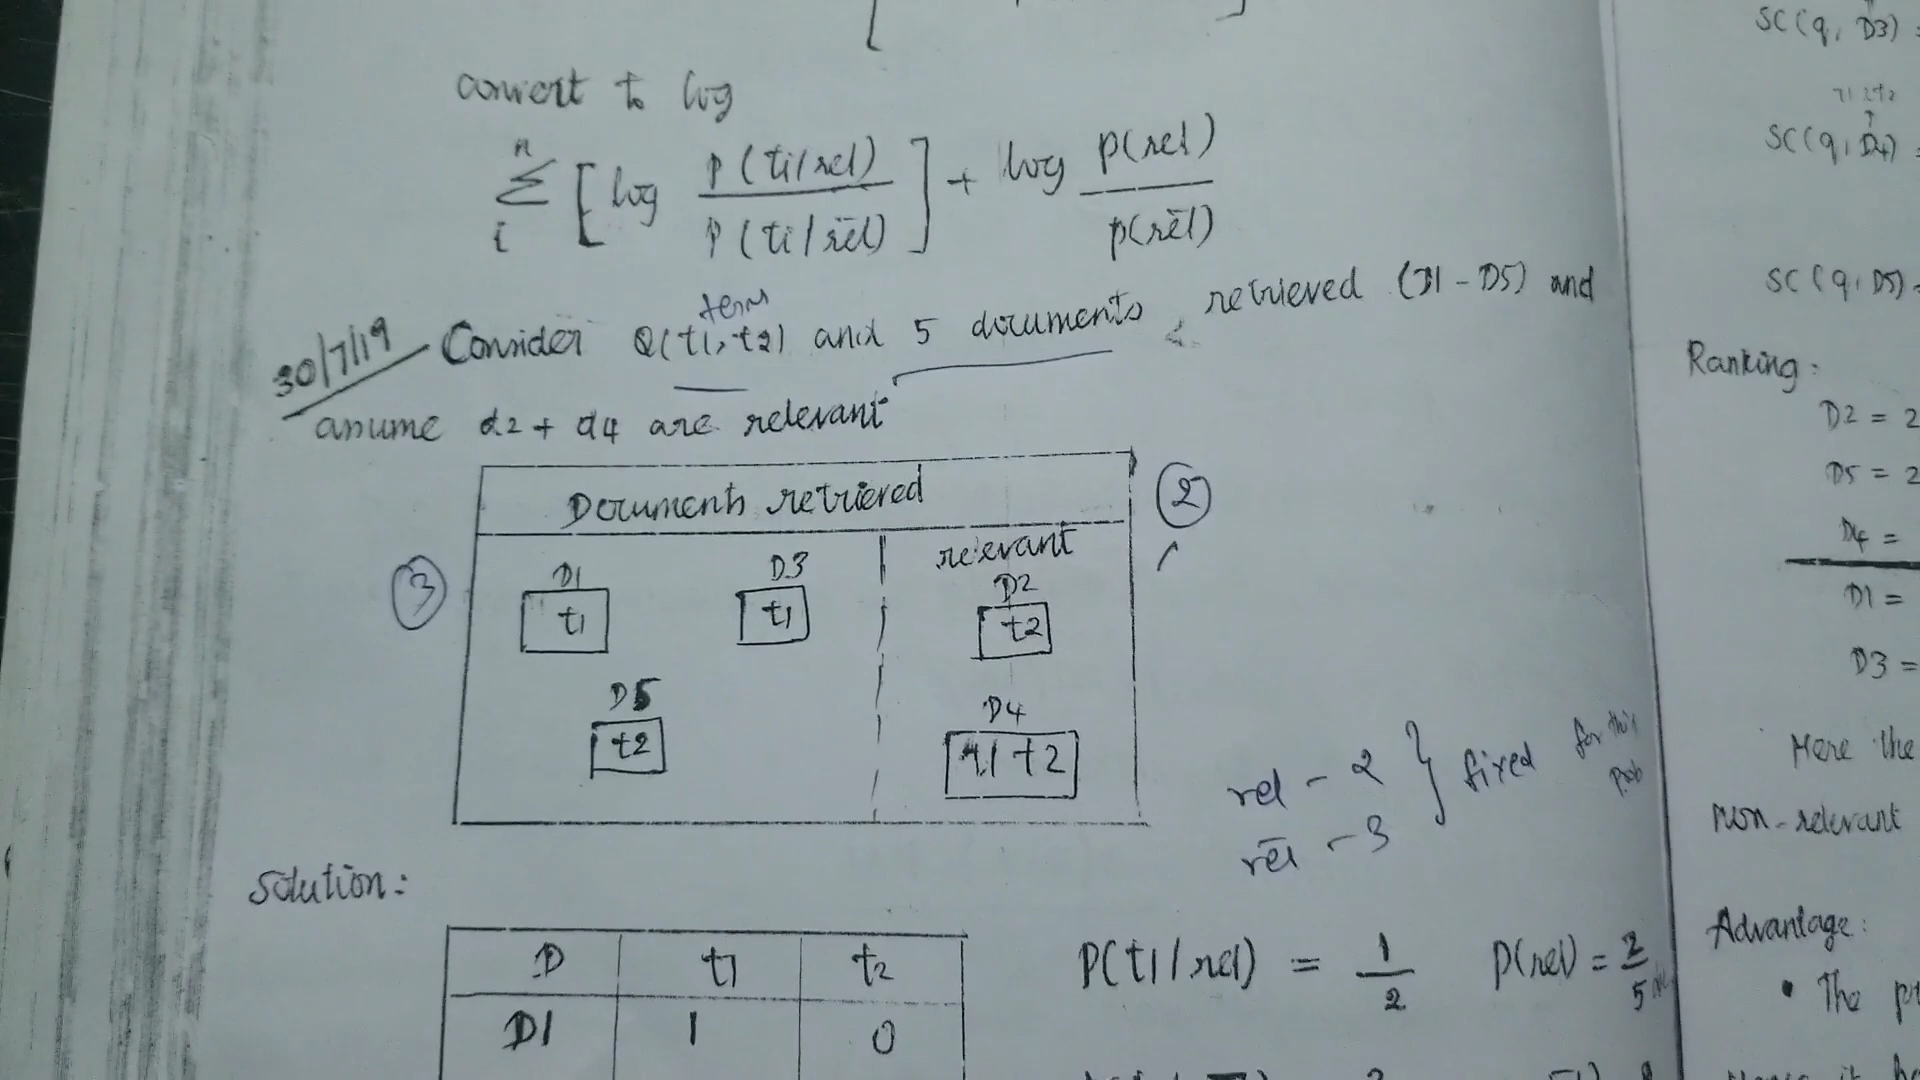 convert to log
n
Σ [ log P(ti/rel) / P(ti/r̄el) ] + log P(rel) / P(r̄el)
i
term
30/7/19 Consider Q(t1, t2) and 5 documents retrieved (D1 - D5) and
assume d2 + d4 are relevant
Documents retrieved
2
relevant
3
D1
t1
D3
t1
D2
t2
D5
t2
D4
t1 t2
rel - 2 } fixed for this prob
r̄el - 3
Solution:
D t1 t2
D1 1 0
P(t1/rel) = 1/2 P(rel) = 2/5
SC(q, D3) =
SC(q, D4) =
SC(q, D5) =
Ranking:
D2 = 2
D5 = 2
D4 =
D1 =
D3 =
Here the
non-relevant
Advantage:
• The